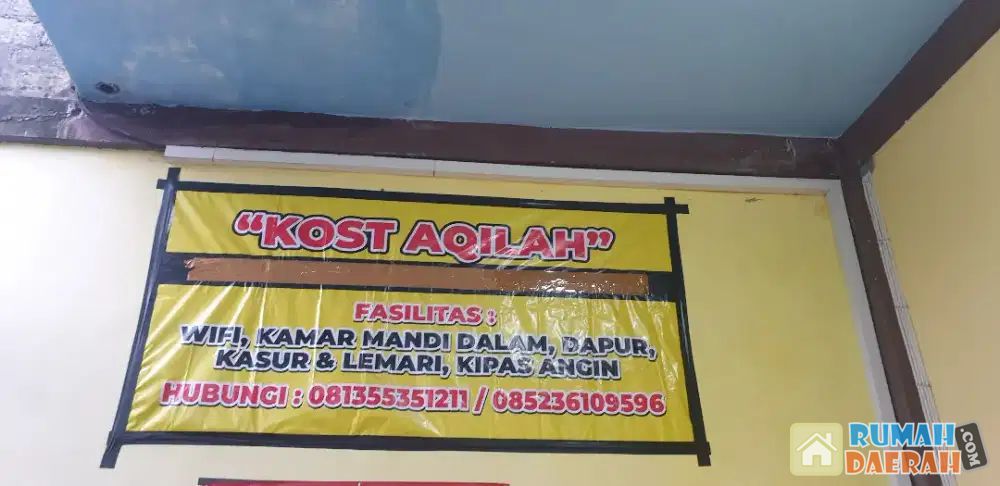 "KOST AQILAH"
FASILITAS :
WIFI, KAMAR MANDI DALAM, DAPUR,
KASUR & LEMARI, KIPAS ANGIN
HUBUNGI : 081355351211 / 085236109596
RUMAH
DAERAH
.COM